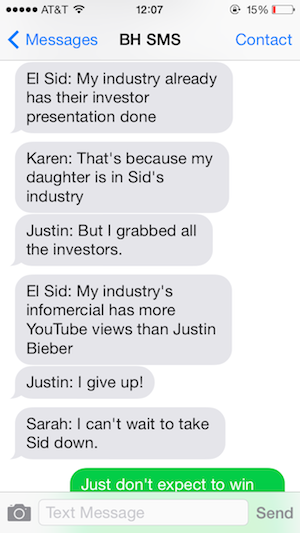 AT&T 12:07 15%
Messages BH SMS Contact
El Sid: My industry already
has their investor
presentation done
Karen: That's because my
daughter is in Sid's
industry
Justin: But I grabbed all
the investors.
El Sid: My industry's
infomercial has more
YouTube views than Justin
Bieber
Justin: I give up!
Sarah: I can't wait to take
Sid down.
Just don't expect to win
Text Message Send